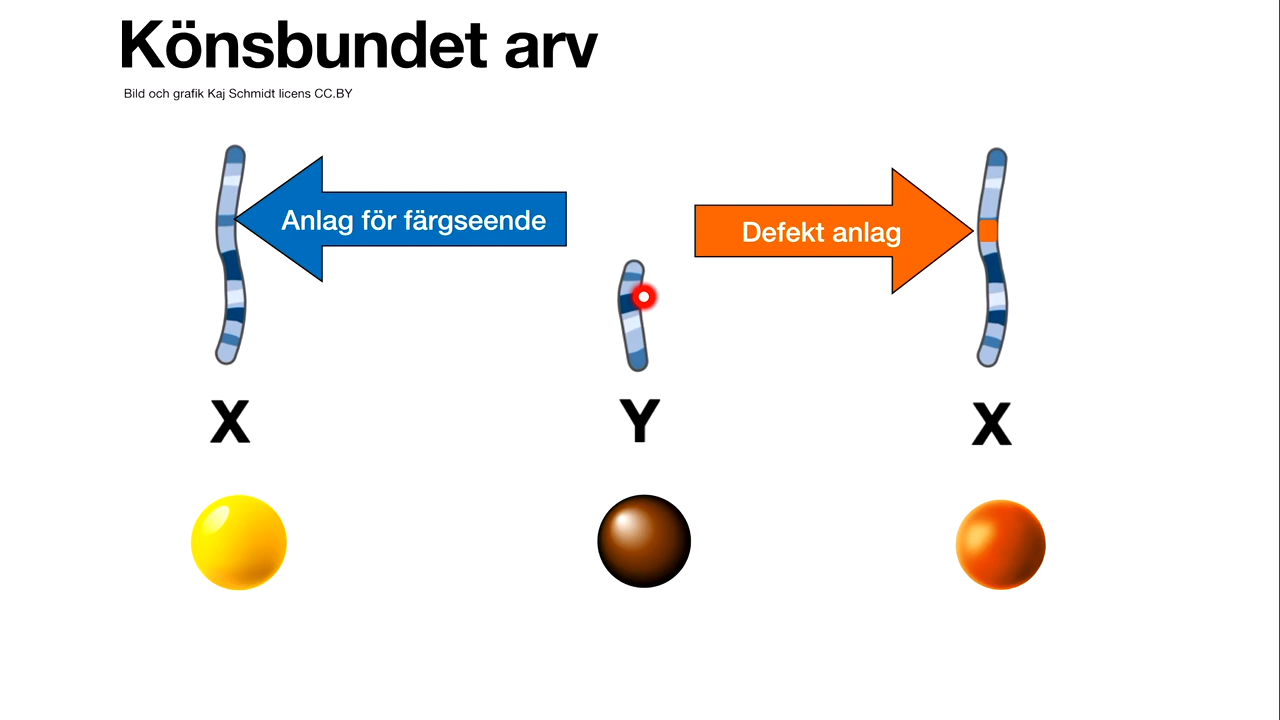 Könsbundet arv
Bild och grafik Kaj Schmidt licens CC.BY
Anlag för färgseende
Defekt anlag
X
Y
X